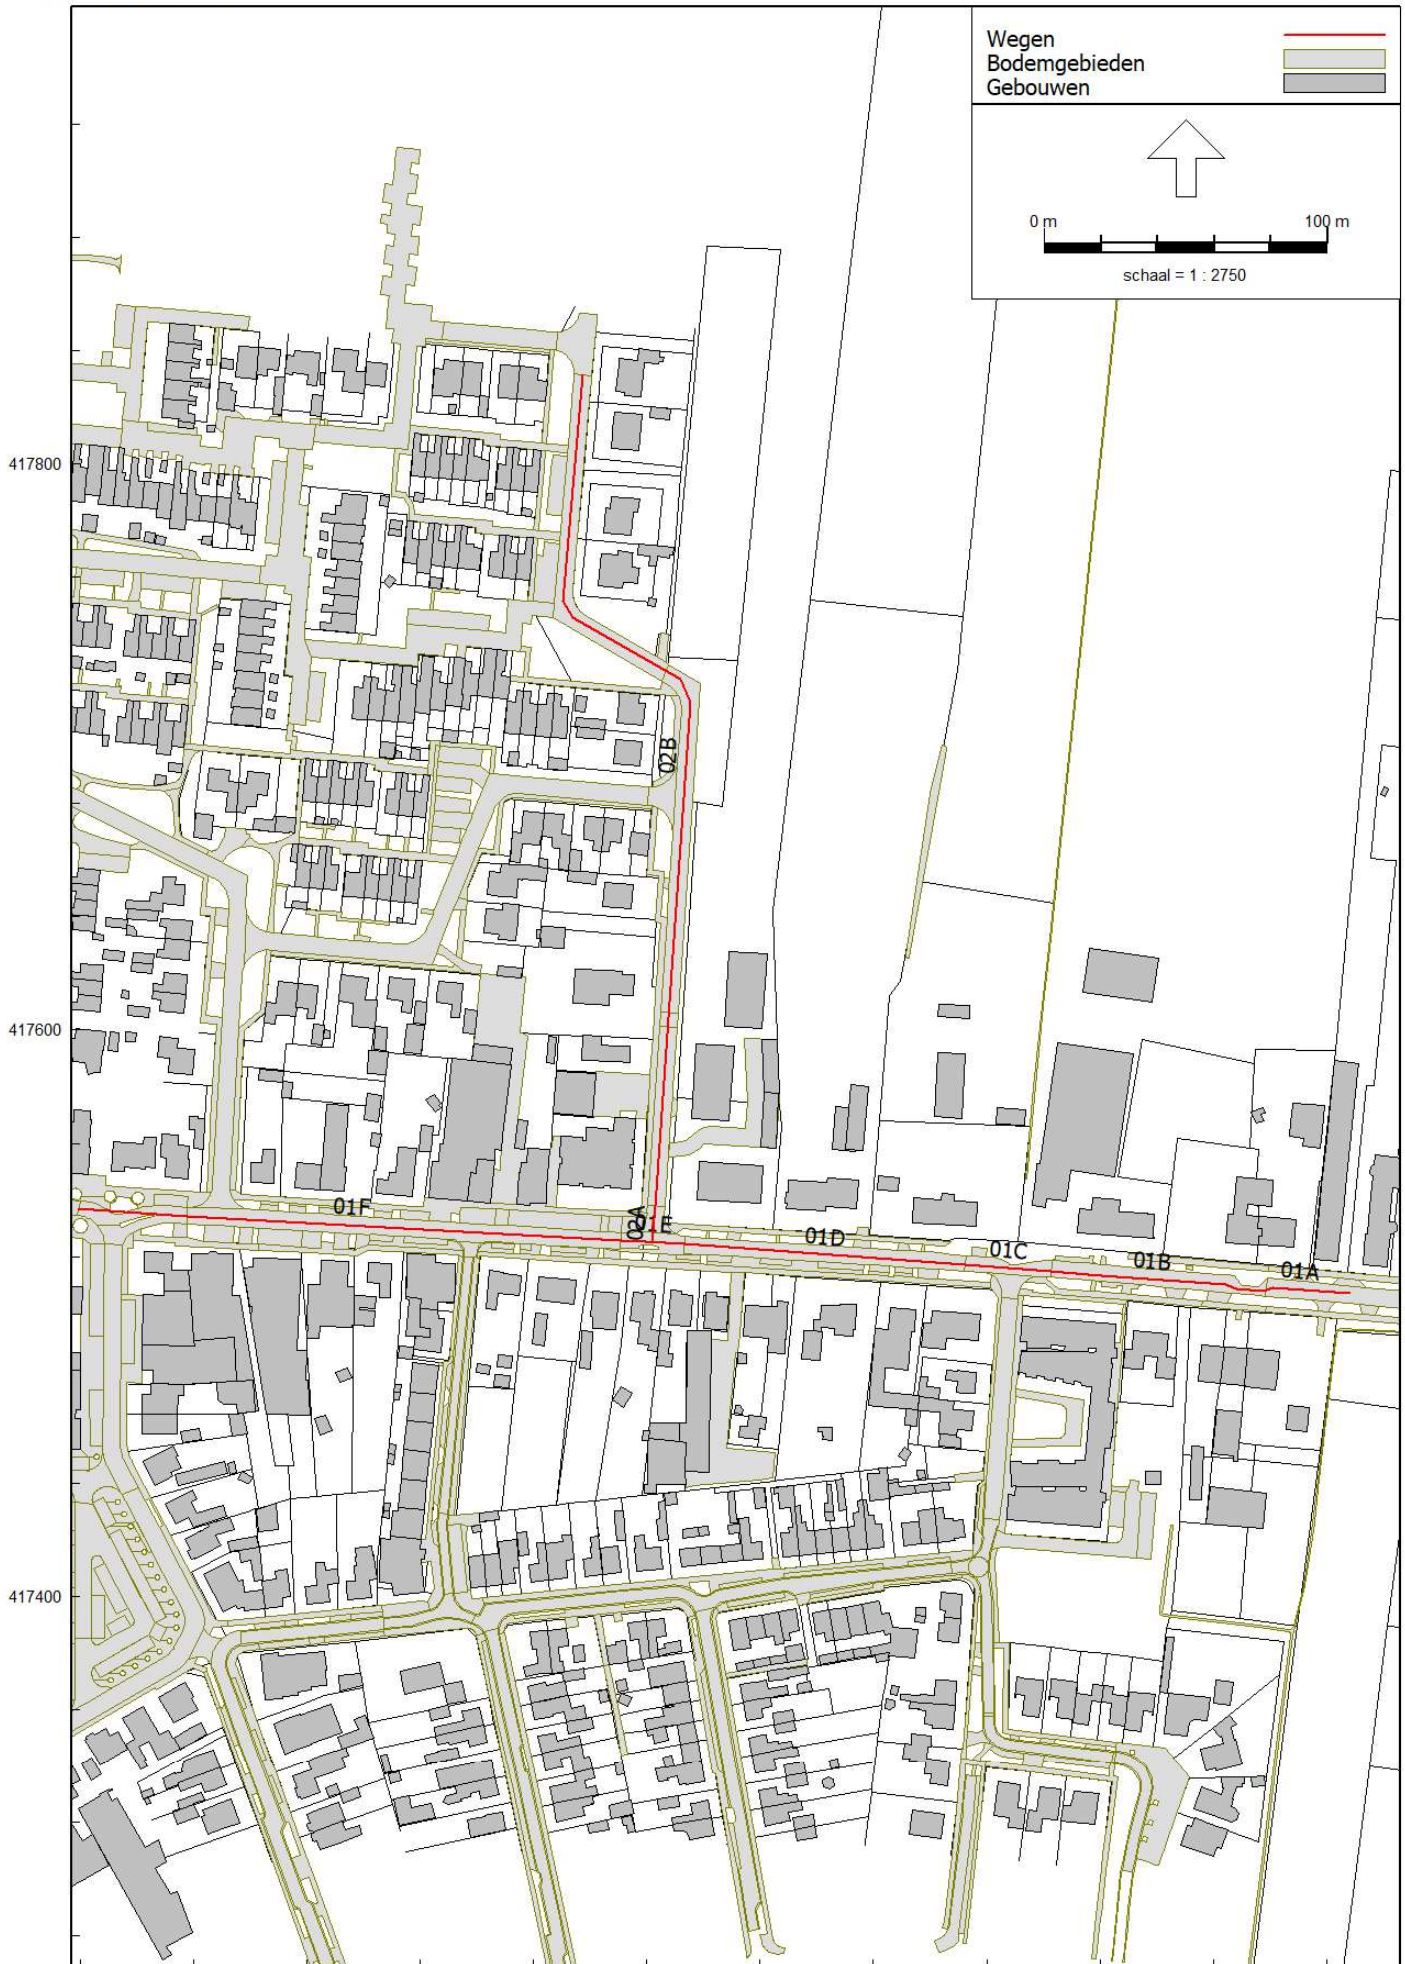 Wegen
Bodemgebieden
Gebouwen
0 m 100 m
schaal = 1 : 2750
417800
02B
417600
01F
02A
01E
01D
01C
01B
01A
417400